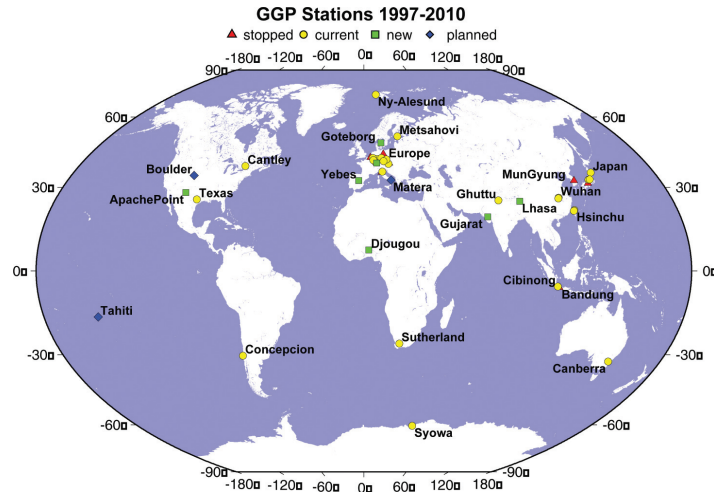 GGP Stations 1997-2010
stopped current new planned
-180▯ -120▯ -60▯ 0▯ 60▯ 120▯ 180▯
90▯ 90▯
Ny-Alesund
60▯ 60▯
Goteborg Metsahovi
Europe
Boulder Cantley Yebes Matera MunGyung Japan
30▯ ApachePoint Texas Ghuttu Lhasa Wuhan 30▯
Gujarat Hsinchu
Djougou
0▯ 0▯
Cibinong
Bandung
Tahiti
Sutherland
-30▯ Concepcion Canberra -30▯
-60▯ Syowa -60▯
-90▯ -90▯
-180▯ -120▯ -60▯ 0▯ 60▯ 120▯ 180▯